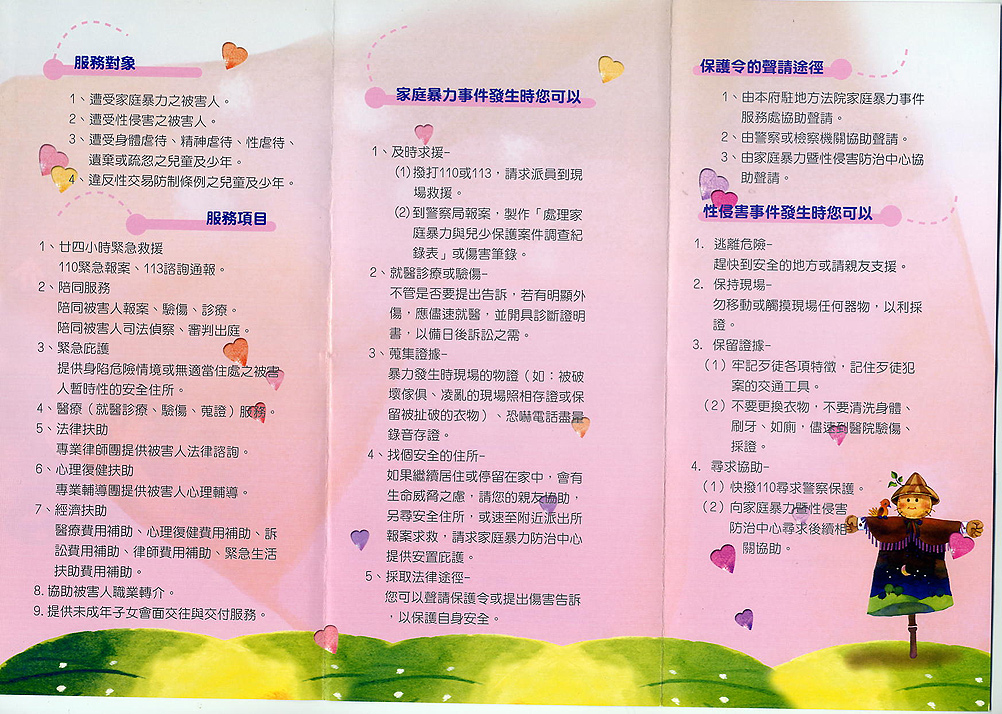 服務對象
1、遭受家庭暴力之被害人。
2、遭受性侵害之被害人。
3、遭受身體虐待、精神虐待、性虐待、
遺棄或疏忽之兒童及少年。
4、違反性交易防制條例之兒童及少年。
服務項目
1、廿四小時緊急救援
110緊急報案、113諮詢通報。
2、陪同服務
陪同被害人報案、驗傷、診療。
陪同被害人司法偵察、審判出庭。
3、緊急庇護
提供身陷危險情境或無適當住處之被害
人暫時性的安全住所。
4、醫療（就醫診療、驗傷、蒐證）服務。
5、法律扶助
專業律師團提供被害人法律諮詢。
6、心理復健扶助
專業輔導團提供被害人心理輔導。
7、經濟扶助
醫療費用補助、心理復健費用補助、訴
訟費用補助、律師費用補助、緊急生活
扶助費用補助。
8.協助被害人職業轉介。
9.提供未成年子女會面交往與交付服務。
家庭暴力事件發生時您可以
1、及時求援-
(1)撥打110或113，請求派員到現
場救援。
(2)到警察局報案，製作「處理家
庭暴力與兒少保護案件調查紀
錄表」或傷害筆錄。
2、就醫診療或驗傷-
不管是否要提出告訴，若有明顯外
傷，應儘速就醫，並開具診斷證明
書，以備日後訴訟之需。
3、蒐集證據-
暴力發生時現場的物證（如：被破
壞傢俱、凌亂的現場照相存證或保
留被扯破的衣物）、恐嚇電話盡量
錄音存證。
4、找個安全的住所-
如果繼續居住或停留在家中，會有
生命威脅之慮，請您的親友協助，
另尋安全住所，或速至附近派出所
報案求救，請求家庭暴力防治中心
提供安置庇護。
5、採取法律途徑-
您可以聲請保護令或提出傷害告訴
，以保護自身安全。
保護令的聲請途徑
1、由本府駐地方法院家庭暴力事件
服務處協助聲請。
2、由警察或檢察機關協助聲請。
3、由家庭暴力暨性侵害防治中心協
助聲請。
性侵害事件發生時您可以
1. 逃離危險-
趕快到安全的地方或請親友支援。
2. 保持現場-
勿移動或觸摸現場任何器物，以利採
證。
3. 保留證據-
（1）牢記歹徒各項特徵，記住歹徒犯
案的交通工具。
（2）不要更換衣物，不要清洗身體、
刷牙、如廁，儘速到醫院驗傷、
採證。
4. 尋求協助-
（1）快撥110尋求警察保護。
（2）向家庭暴力暨性侵害
防治中心尋求後續相
關協助。